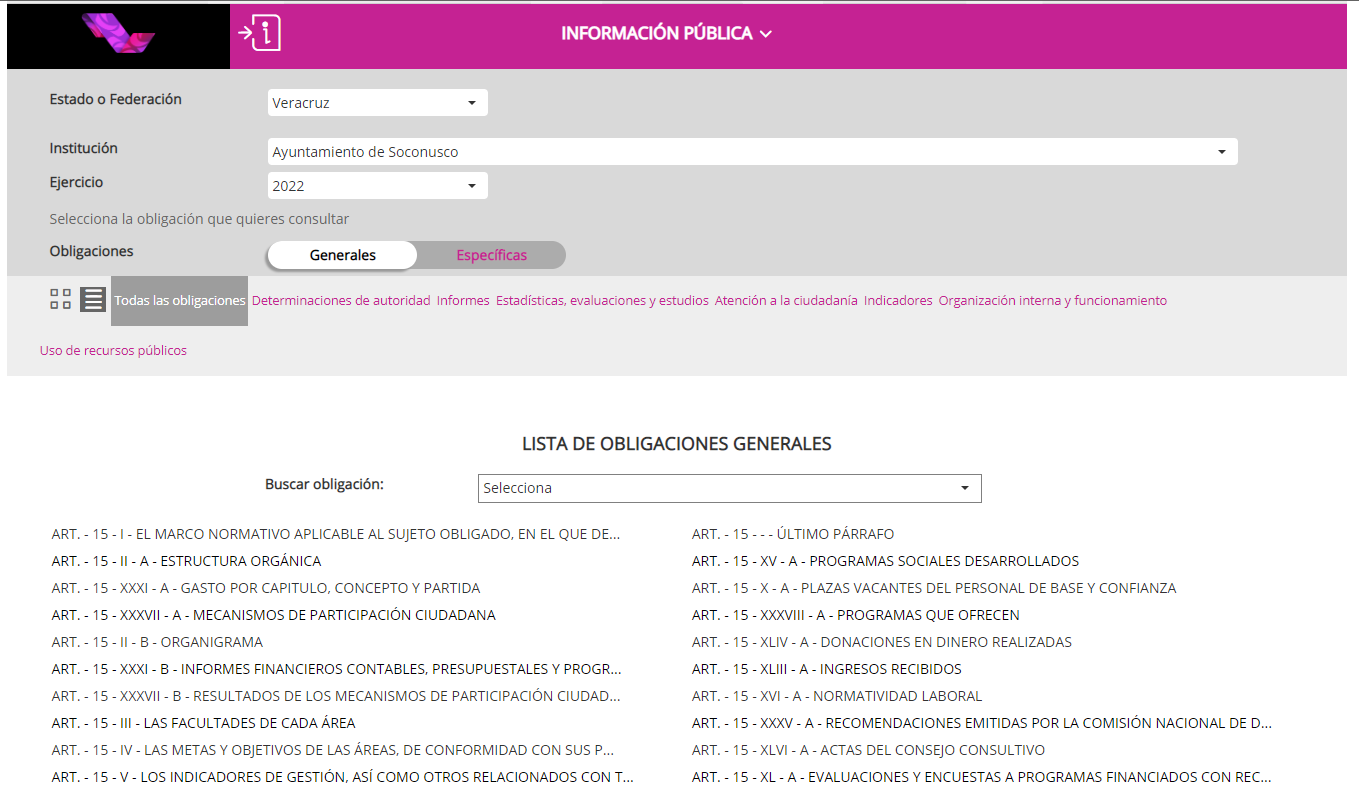 INFORMACIÓN PÚBLICA
Estado o Federación
Veracruz
Institución
Ayuntamiento de Soconusco
Ejercicio
2022
Selecciona la obligación que quieres consultar
Obligaciones
Generales
Específicas
Todas las obligaciones Determinaciones de autoridad Informes Estadísticas, evaluaciones y estudios Atención a la ciudadanía Indicadores Organización interna y funcionamiento
Uso de recursos públicos
LISTA DE OBLIGACIONES GENERALES
Buscar obligación:
Selecciona
ART. - 15 - I - EL MARCO NORMATIVO APLICABLE AL SUJETO OBLIGADO, EN EL QUE DE...
ART. - 15 - II - A - ESTRUCTURA ORGÁNICA
ART. - 15 - XXXI - A - GASTO POR CAPITULO, CONCEPTO Y PARTIDA
ART. - 15 - XXXVII - A - MECANISMOS DE PARTICIPACIÓN CIUDADANA
ART. - 15 - II - B - ORGANIGRAMA
ART. - 15 - XXXI - B - INFORMES FINANCIEROS CONTABLES, PRESUPUESTALES Y PROGR...
ART. - 15 - XXXVII - B - RESULTADOS DE LOS MECANISMOS DE PARTICIPACIÓN CIUDAD...
ART. - 15 - III - LAS FACULTADES DE CADA ÁREA
ART. - 15 - IV - LAS METAS Y OBJETIVOS DE LAS ÁREAS, DE CONFORMIDAD CON SUS P...
ART. - 15 - V - LOS INDICADORES DE GESTIÓN, ASÍ COMO OTROS RELACIONADOS CON T...
ART. - 15 - - - ÚLTIMO PÁRRAFO
ART. - 15 - XV - A - PROGRAMAS SOCIALES DESARROLLADOS
ART. - 15 - X - A - PLAZAS VACANTES DEL PERSONAL DE BASE Y CONFIANZA
ART. - 15 - XXXVIII - A - PROGRAMAS QUE OFRECEN
ART. - 15 - XLIV - A - DONACIONES EN DINERO REALIZADAS
ART. - 15 - XLIII - A - INGRESOS RECIBIDOS
ART. - 15 - XVI - A - NORMATIVIDAD LABORAL
ART. - 15 - XXXV - A - RECOMENDACIONES EMITIDAS POR LA COMISIÓN NACIONAL DE D...
ART. - 15 - XLVI - A - ACTAS DEL CONSEJO CONSULTIVO
ART. - 15 - XL - A - EVALUACIONES Y ENCUESTAS A PROGRAMAS FINANCIADOS CON REC...